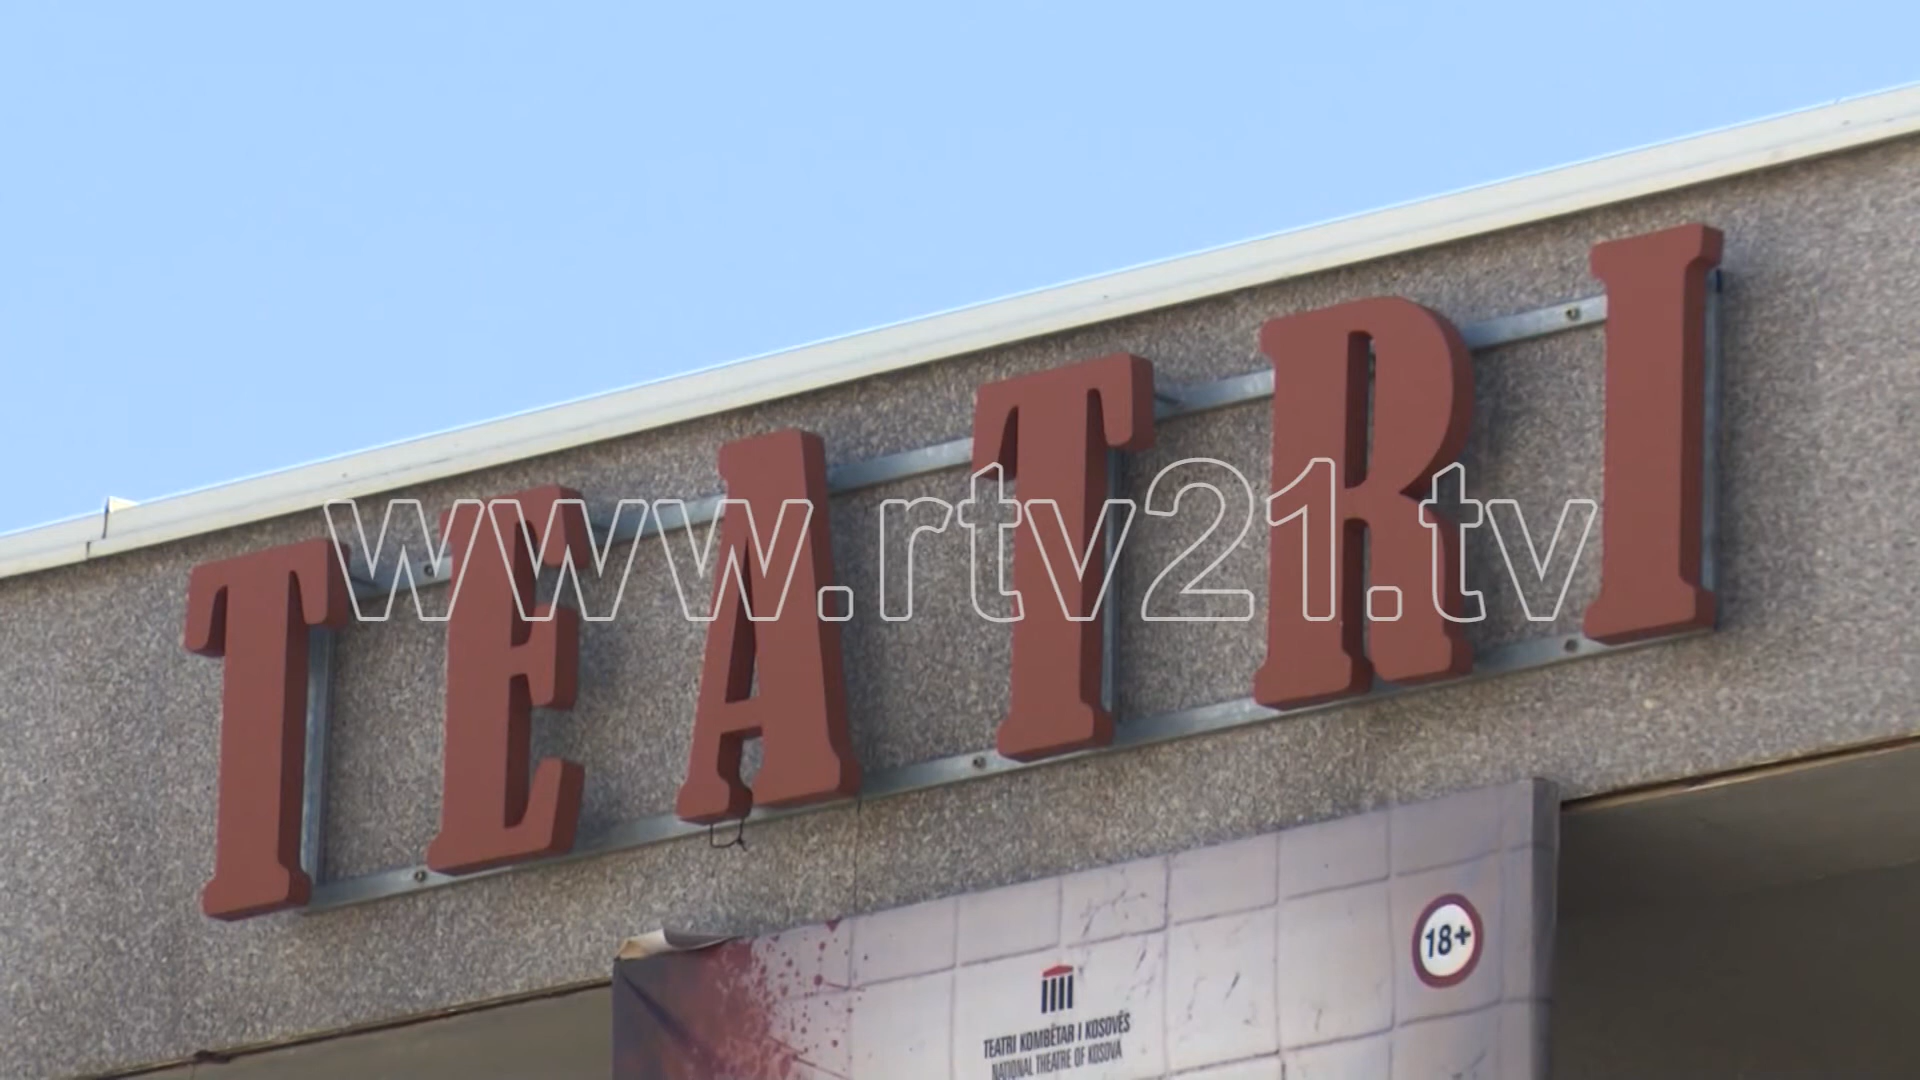 TEATRI
www.rtv21.tv
18+
TEATRI KOMBËTAR I KOSOVËS
NATIONAL THEATRE OF KOSOVA